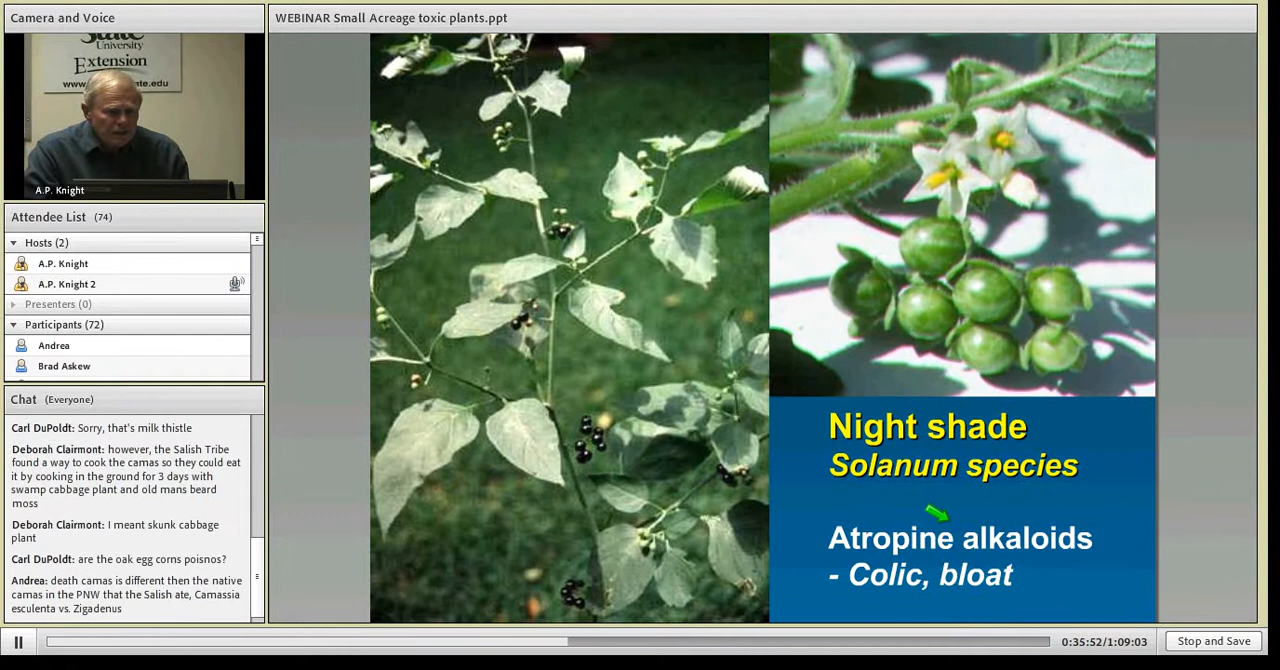 Camera and Voice
State
University
Extension
A.P. Knight
Attendee List (74)
Hosts (2)
A.P. Knight
A.P. Knight 2
Presenters (0)
Participants (72)
Andrea
Brad Askew
Chat (Everyone)
Carl DuPoldt: Sorry, that's milk thistle
Deborah Clairmont: however, the Salish Tribe
found a way to cook the camas so they could eat
it by cooking in the ground for 3 days with
swamp cabbage plant and old mans beard
moss
Deborah Clairmont: I meant skunk cabbage
plant
Carl DuPoldt: are the oak egg corns poisnos?
Andrea: death camas is different then the native
camas in the PNW that the Salish ate, Camassia
esculenta vs. Zigadenus
WEBINAR Small Acreage toxic plants.ppt
Night shade
Solanum species
Atropine alkaloids
- Colic, bloat
0:35:52/1:09:03
Stop and Save